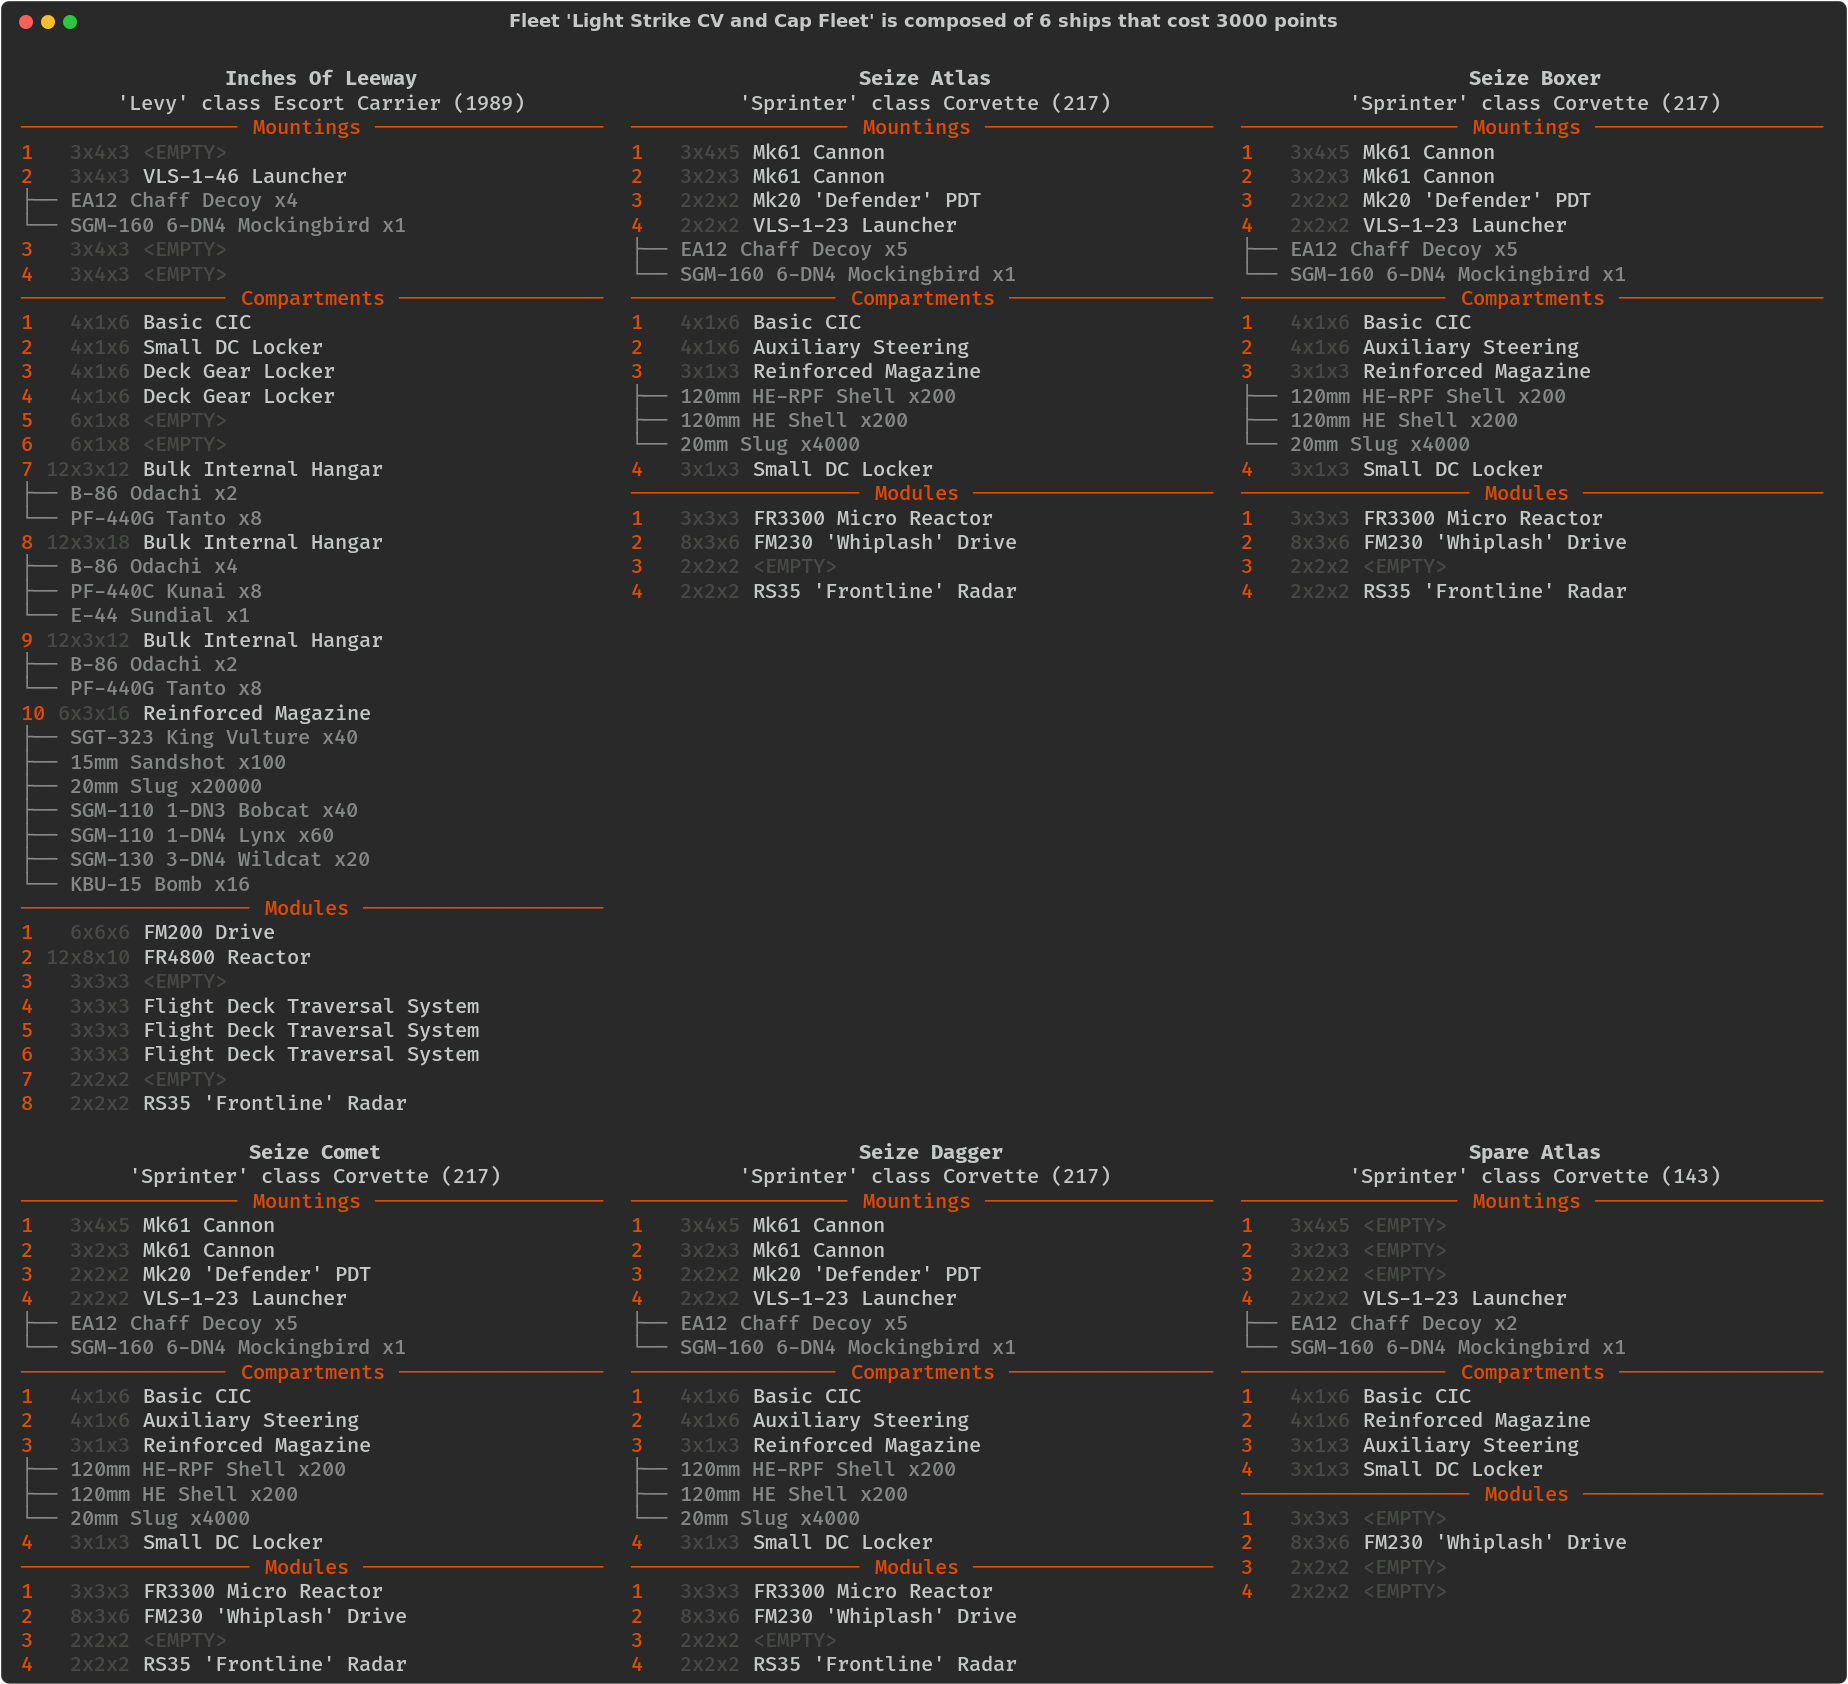 Fleet 'Light Strike CV and Cap Fleet' is composed of 6 ships that cost 3000 points
Inches Of Leeway
'Levy' class Escort Carrier (1989)
Mountings
1 3x4x3 <EMPTY>
2 3x4x3 VLS-1-46 Launcher
EA12 Chaff Decoy x4
SGM-160 6-DN4 Mockingbird x1
3 3x4x3 <EMPTY>
4 3x4x3 <EMPTY>
Compartments
1 4x1x6 Basic CIC
2 4x1x6 Small DC Locker
3 4x1x6 Deck Gear Locker
4 4x1x6 Deck Gear Locker
5 6x1x8 <EMPTY>
6 6x1x8 <EMPTY>
7 12x3x12 Bulk Internal Hangar
B-86 Odachi x2
PF-440G Tanto x8
8 12x3x18 Bulk Internal Hangar
B-86 Odachi x4
PF-440C Kunai x8
E-44 Sundial x1
9 12x3x12 Bulk Internal Hangar
B-86 Odachi x2
PF-440G Tanto x8
10 6x3x16 Reinforced Magazine
SGT-323 King Vulture x40
15mm Sandshot x100
20mm Slug x20000
SGM-110 1-DN3 Bobcat x40
SGM-110 1-DN4 Lynx x60
SGM-130 3-DN4 Wildcat x20
KBU-15 Bomb x16
Modules
1 6x6x6 FM200 Drive
2 12x8x10 FR4800 Reactor
3 3x3x3 <EMPTY>
4 3x3x3 Flight Deck Traversal System
5 3x3x3 Flight Deck Traversal System
6 3x3x3 Flight Deck Traversal System
7 2x2x2 <EMPTY>
8 2x2x2 RS35 'Frontline' Radar
Seize Atlas
'Sprinter' class Corvette (217)
Mountings
1 3x4x5 Mk61 Cannon
2 3x2x3 Mk61 Cannon
3 2x2x2 Mk20 'Defender' PDT
4 2x2x2 VLS-1-23 Launcher
EA12 Chaff Decoy x5
SGM-160 6-DN4 Mockingbird x1
Compartments
1 4x1x6 Basic CIC
2 4x1x6 Auxiliary Steering
3 3x1x3 Reinforced Magazine
120mm HE-RPF Shell x200
120mm HE Shell x200
20mm Slug x4000
4 3x1x3 Small DC Locker
Modules
1 3x3x3 FR3300 Micro Reactor
2 8x3x6 FM230 'Whiplash' Drive
3 2x2x2 <EMPTY>
4 2x2x2 RS35 'Frontline' Radar
Seize Boxer
'Sprinter' class Corvette (217)
Mountings
1 3x4x5 Mk61 Cannon
2 3x2x3 Mk61 Cannon
3 2x2x2 Mk20 'Defender' PDT
4 2x2x2 VLS-1-23 Launcher
EA12 Chaff Decoy x5
SGM-160 6-DN4 Mockingbird x1
Compartments
1 4x1x6 Basic CIC
2 4x1x6 Auxiliary Steering
3 3x1x3 Reinforced Magazine
120mm HE-RPF Shell x200
120mm HE Shell x200
20mm Slug x4000
4 3x1x3 Small DC Locker
Modules
1 3x3x3 FR3300 Micro Reactor
2 8x3x6 FM230 'Whiplash' Drive
3 2x2x2 <EMPTY>
4 2x2x2 RS35 'Frontline' Radar
Seize Comet
'Sprinter' class Corvette (217)
Mountings
1 3x4x5 Mk61 Cannon
2 3x2x3 Mk61 Cannon
3 2x2x2 Mk20 'Defender' PDT
4 2x2x2 VLS-1-23 Launcher
EA12 Chaff Decoy x5
SGM-160 6-DN4 Mockingbird x1
Compartments
1 4x1x6 Basic CIC
2 4x1x6 Auxiliary Steering
3 3x1x3 Reinforced Magazine
120mm HE-RPF Shell x200
120mm HE Shell x200
20mm Slug x4000
4 3x1x3 Small DC Locker
Modules
1 3x3x3 FR3300 Micro Reactor
2 8x3x6 FM230 'Whiplash' Drive
3 2x2x2 <EMPTY>
4 2x2x2 RS35 'Frontline' Radar
Seize Dagger
'Sprinter' class Corvette (217)
Mountings
1 3x4x5 Mk61 Cannon
2 3x2x3 Mk61 Cannon
3 2x2x2 Mk20 'Defender' PDT
4 2x2x2 VLS-1-23 Launcher
EA12 Chaff Decoy x5
SGM-160 6-DN4 Mockingbird x1
Compartments
1 4x1x6 Basic CIC
2 4x1x6 Auxiliary Steering
3 3x1x3 Reinforced Magazine
120mm HE-RPF Shell x200
120mm HE Shell x200
20mm Slug x4000
4 3x1x3 Small DC Locker
Modules
1 3x3x3 FR3300 Micro Reactor
2 8x3x6 FM230 'Whiplash' Drive
3 2x2x2 <EMPTY>
4 2x2x2 RS35 'Frontline' Radar
Spare Atlas
'Sprinter' class Corvette (143)
Mountings
1 3x4x5 <EMPTY>
2 3x2x3 <EMPTY>
3 2x2x2 <EMPTY>
4 2x2x2 VLS-1-23 Launcher
EA12 Chaff Decoy x2
SGM-160 6-DN4 Mockingbird x1
Compartments
1 4x1x6 Basic CIC
2 4x1x6 Reinforced Magazine
3 3x1x3 Auxiliary Steering
4 3x1x3 Small DC Locker
Modules
1 3x3x3 <EMPTY>
2 8x3x6 FM230 'Whiplash' Drive
3 2x2x2 <EMPTY>
4 2x2x2 <EMPTY>